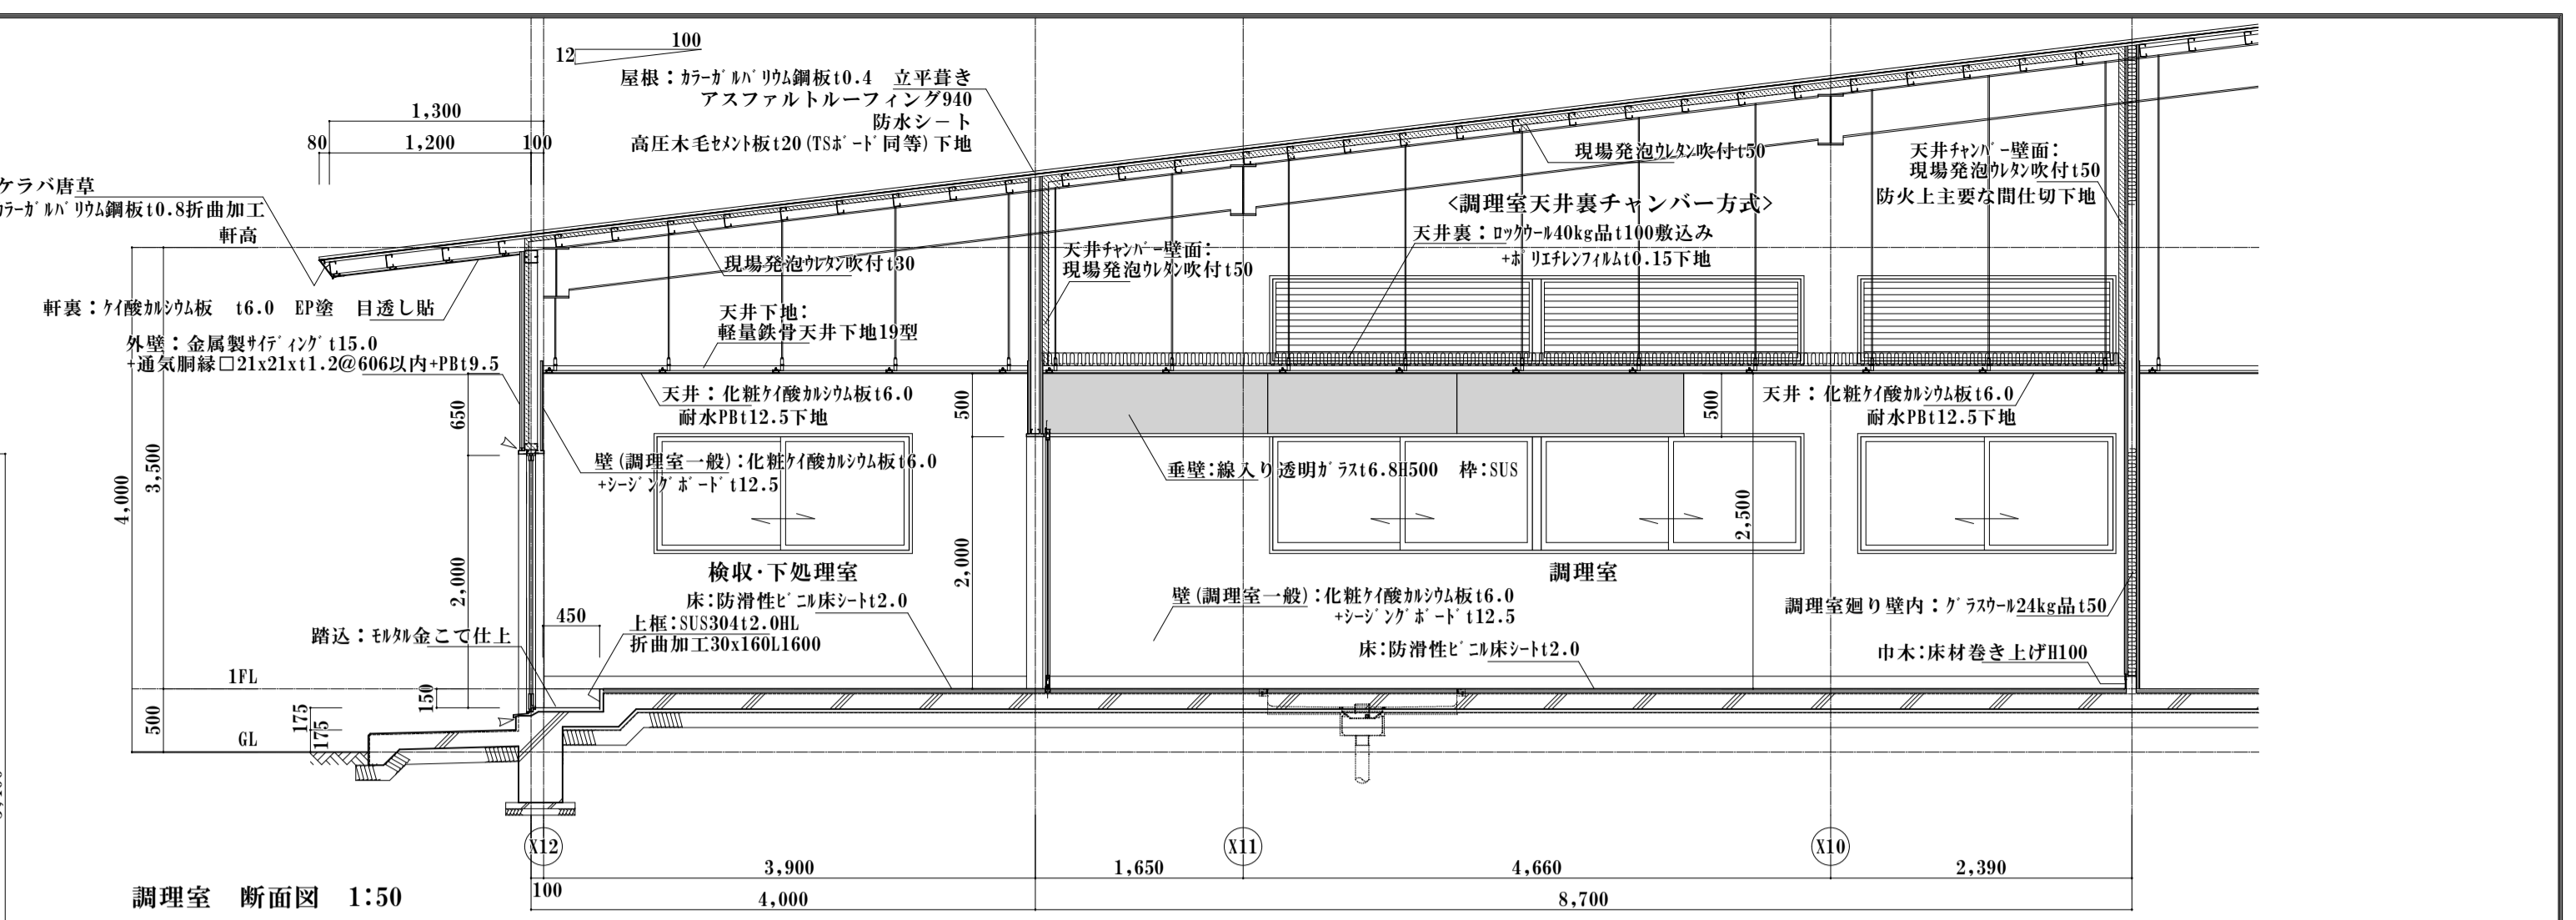 12
100
屋根：カラーガルバリウム鋼板t0.4　立平葺き
アスファルトルーフィング940
防水シート
高圧木毛セメント板t20(TSボード同等)下地
1,300
80
1,200
100
ケラバ唐草
カラーガルバリウム鋼板t0.8折曲加工
軒高
現場発泡ウレタン吹付t50
天井チャンバー壁面：
現場発泡ウレタン吹付t50
防火上主要な間仕切下地
<調理室天井裏チャンバー方式>
天井裏：ロックウール40kg品t100敷込み
+ポリエチレンフィルムt0.15下地
天井チャンバー壁面：
現場発泡ウレタン吹付t50
現場発泡ウレタン吹付t30
軒裏：ケイ酸カルシウム板　t6.0　EP塗　目透し貼
天井下地：
軽量鉄骨天井下地19型
外壁：金属製サイディングt15.0
+通気胴縁□21x21xt1.2@606以内+PBt9.5
天井：化粧ケイ酸カルシウム板t6.0
耐水PBt12.5下地
500
500
天井：化粧ケイ酸カルシウム板t6.0
耐水PBt12.5下地
650
4,000
3,500
壁(調理室一般)：化粧ケイ酸カルシウム板t6.0
+シージングボードt12.5
垂壁：線入り透明ガラスt6.8H500　枠：SUS
2,500
2,000
2,000
検収・下処理室
調理室
床：防滑性ビニル床シートt2.0
450
上框：SUS304t2.0HL
折曲加工30x160L1600
踏込：モルタル金こて仕上
壁(調理室一般)：化粧ケイ酸カルシウム板t6.0
+シージングボードt12.5
調理室廻り壁内：グラスウール24kg品t50
床：防滑性ビニル床シートt2.0
巾木：床材巻き上げH100
1FL
150
175
175
500
GL
X12
X11
X10
3,900
1,650
4,660
2,390
100
4,000
8,700
調理室　断面図　1:50